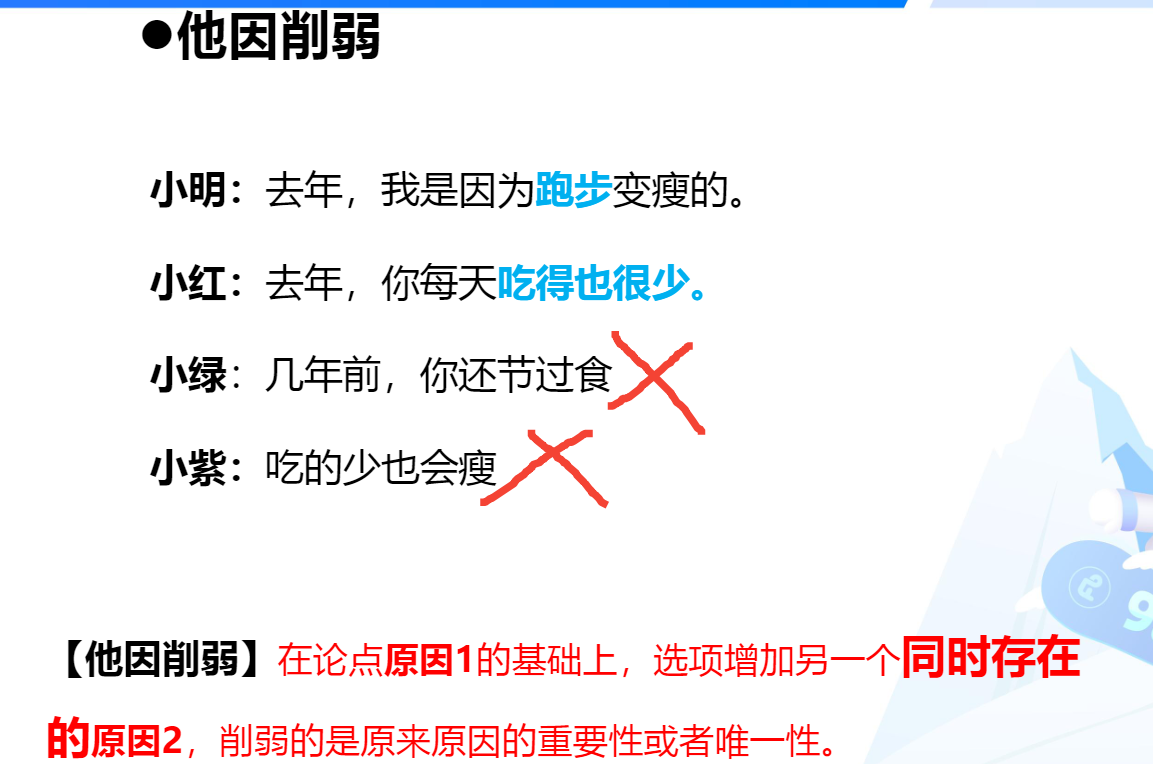 ●他因削弱
小明：去年，我是因为跑步变瘦的。
小红：去年，你每天吃得也很少。
小绿：几年前，你还节过食
小紫：吃的少也会瘦
【他因削弱】在论点原因1的基础上，选项增加另一个同时存在
的原因2，削弱的是原来原因的重要性或者唯一性。